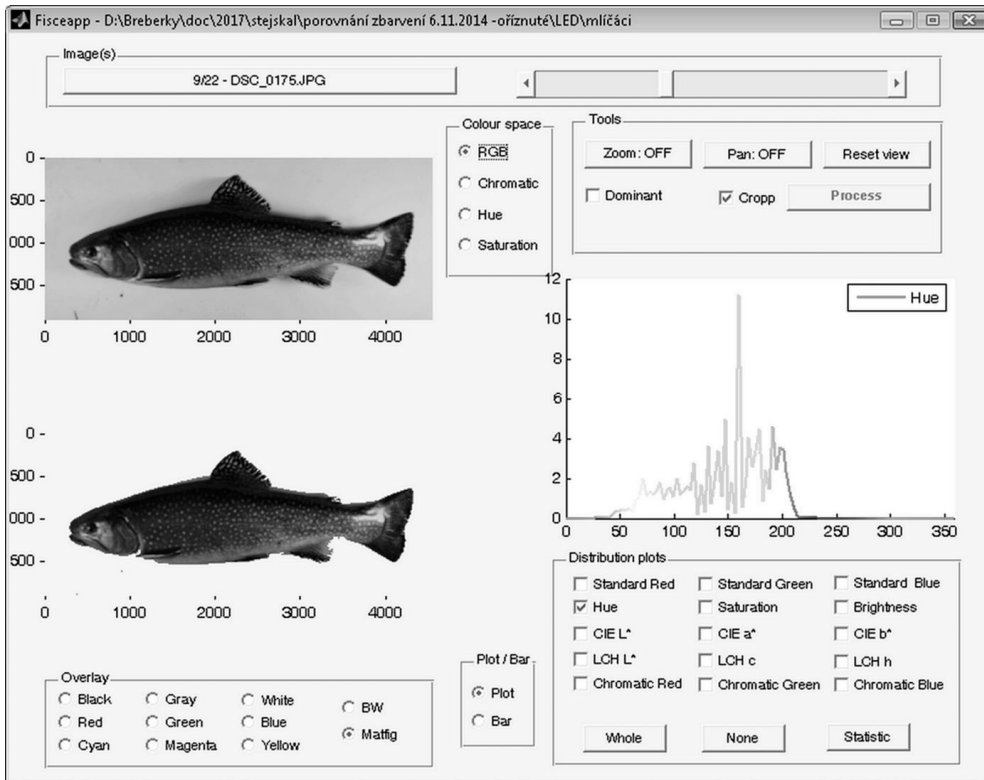 Fisceapp - D:\Breberky\doc\2017\stejskal\porovnání zbarvení 6.11.2014 -oříznuté\LED\mlíčáci
Image(s)
9/22 - DSC_0175.JPG
Colour space
RGB
Chromatic
Hue
Saturation
Tools
Zoom: OFF Pan: OFF Reset view
Dominant Cropp Process
0
500
000
500
0 1000 2000 3000 4000
0
500
000
500
0 1000 2000 3000 4000
Hue
12
10
8
6
4
2
0
0 50 100 150 200 250 300 350
Distribution plots
Standard Red Standard Green Standard Blue
Hue Saturation Brightness
CIE L* CIE a* CIE b*
LCH L* LCH c LCH h
Chromatic Red Chromatic Green Chromatic Blue
Whole None Statistic
Plot / Bar
Plot
Bar
Overlay
Black Gray White BW
Red Green Blue Matfig
Cyan Magenta Yellow